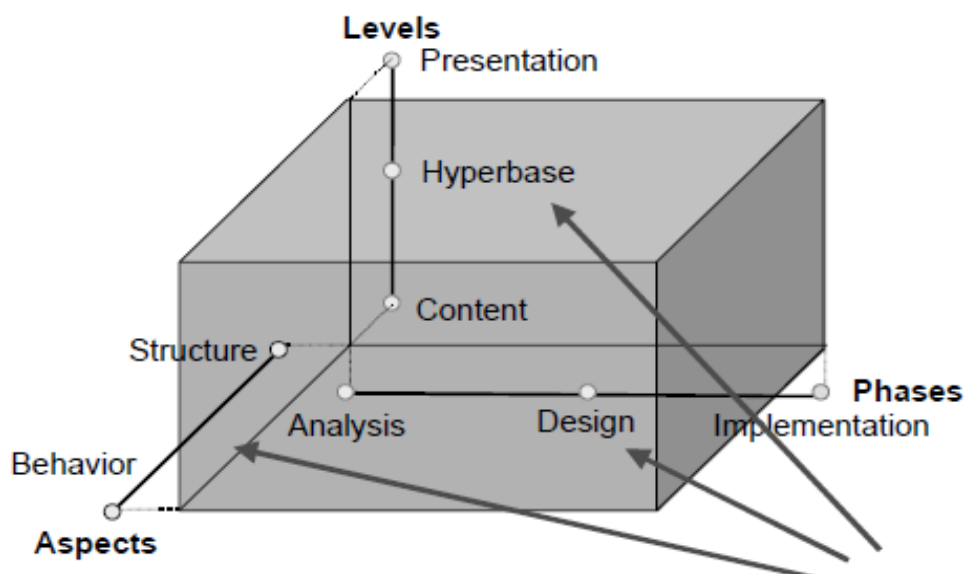 Levels
Presentation
Hyperbase
Content
Structure
Analysis
Design
Phases
Implementation
Behavior
Aspects